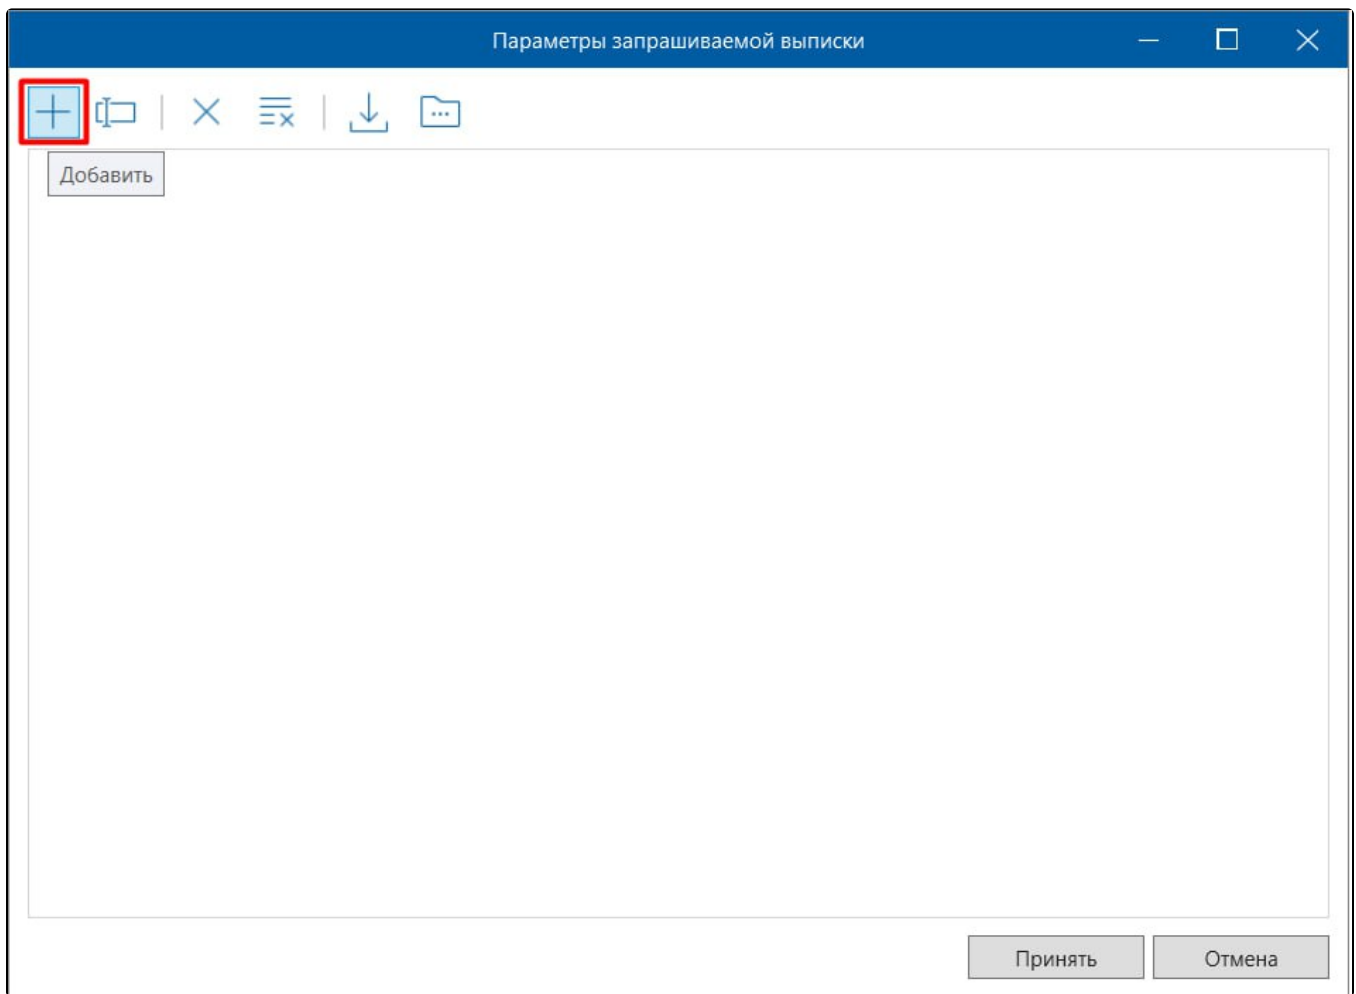 Параметры запрашиваемой выписки
Добавить
Принять
Отмена